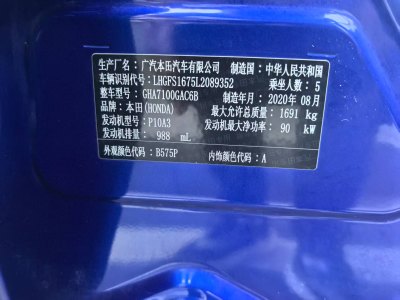 生产厂名：广汽本田汽车有限公司 制造国：中华人民共和国
车辆识别代号：LHGFS1675L2089352 乘坐人数：5
整车型号：GHA7100GAC6B 制造年月：2020年08月
品牌：本田(HONDA) 最大允许总质量：1691 kg
发动机型号：P10A3 发动机最大净功率：90 kW
发动机排量：988 mL
外观颜色代号：B575P 内饰颜色代号：A